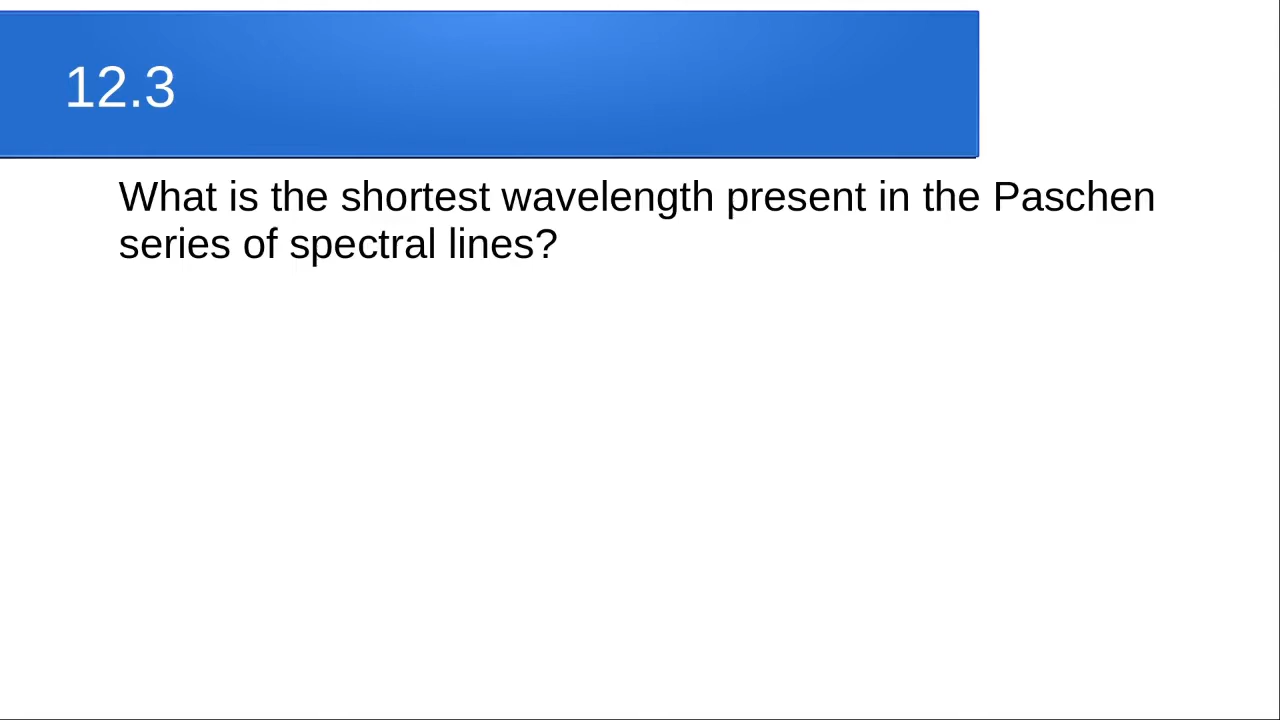 12.3
What is the shortest wavelength present in the Paschen
series of spectral lines?